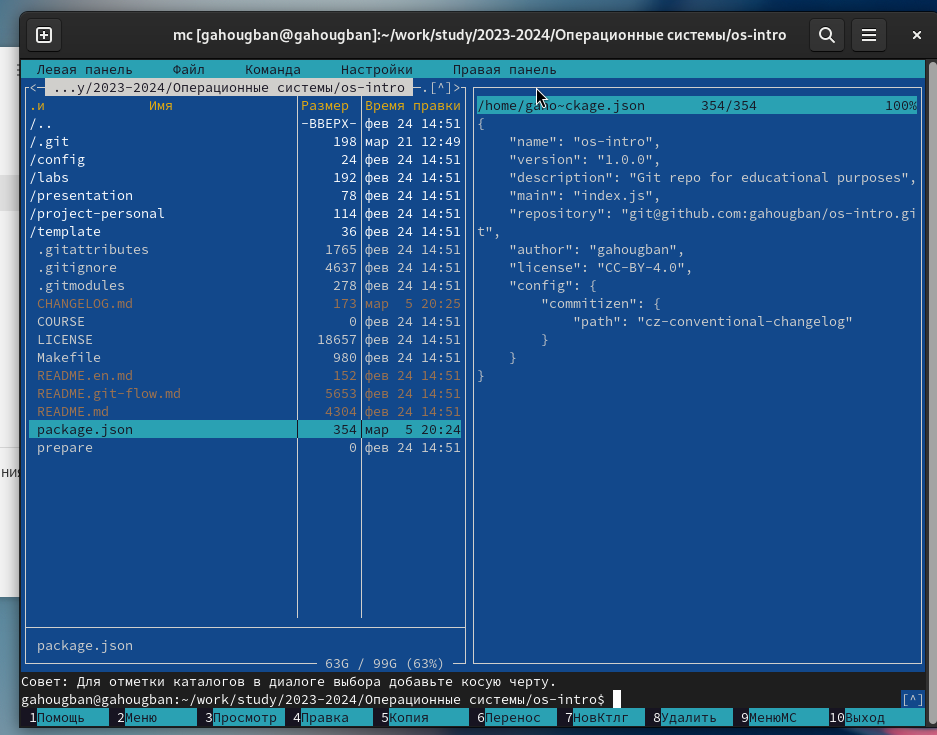 mc [gahougban@gahougban]:~/work/study/2023-2024/Операционные системы/os-intro
Левая панель Файл Команда Настройки Правая панель
<─ ...y/2023-2024/Операционные системы/os-intro ─.[^]>
.и Имя Размер Время правки
/.. -ВВЕРХ- фев 24 14:51
/.git 198 мар 21 12:49
/config 24 фев 24 14:51
/labs 192 фев 24 14:51
/presentation 78 фев 24 14:51
/project-personal 114 фев 24 14:51
/template 36 фев 24 14:51
.gitattributes 1765 фев 24 14:51
.gitignore 4637 фев 24 14:51
.gitmodules 278 фев 24 14:51
CHANGELOG.md 173 мар 5 20:25
COURSE 0 фев 24 14:51
LICENSE 18657 фев 24 14:51
Makefile 980 фев 24 14:51
README.en.md 152 фев 24 14:51
README.git-flow.md 5653 фев 24 14:51
README.md 4304 фев 24 14:51
package.json 354 мар 5 20:24
prepare 0 фев 24 14:51
package.json
63G / 99G (63%)
/home/gaho~ckage.json 354/354 100%
{
"name": "os-intro",
"version": "1.0.0",
"description": "Git repo for educational purposes",
"main": "index.js",
"repository": "git@github.com:gahougban/os-intro.gi
t",
"author": "gahougban",
"license": "CC-BY-4.0",
"config": {
"commitizen": {
"path": "cz-conventional-changelog"
}
}
}
Совет: Для отметки каталогов в диалоге выбора добавьте косую черту.
gahougban@gahougban:~/work/study/2023-2024/Операционные системы/os-intro$ [^]
1Помощь 2Меню 3Просмотр 4Правка 5Копия 6Перенос 7НовКтлг 8Удалить 9МенюМС 10Выход